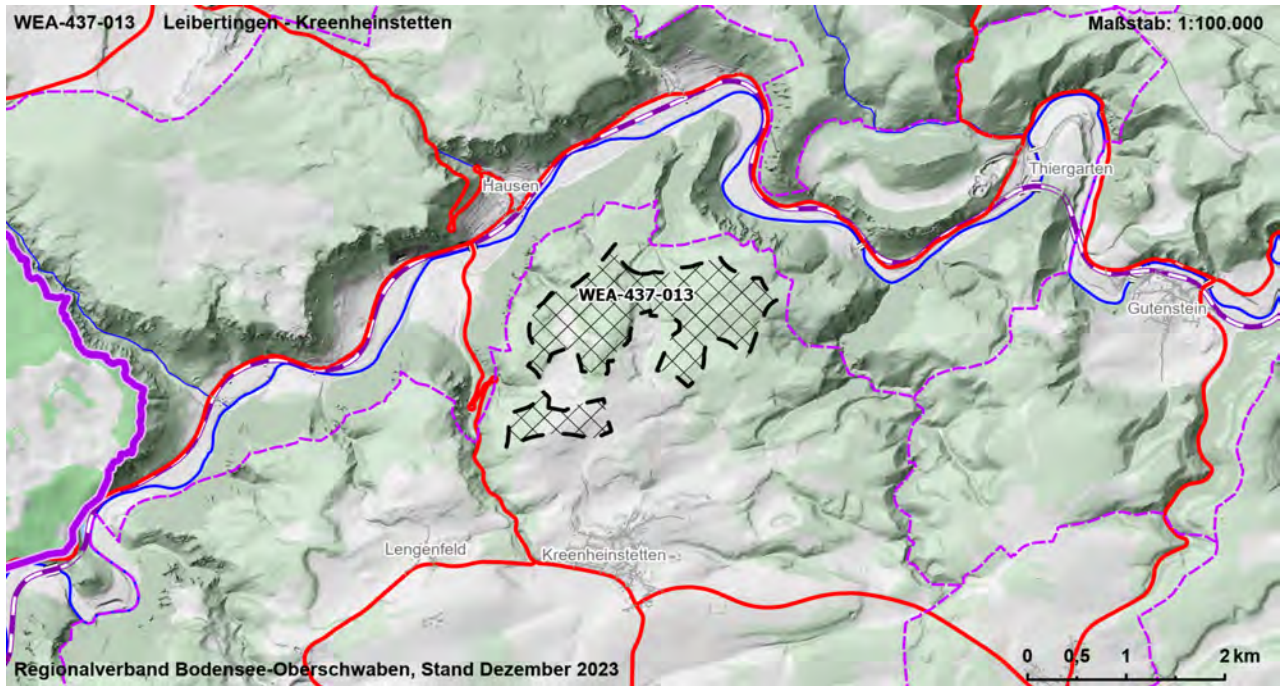 WEA-437-013 Leibertingen - Kreenheinstetten
Maßstab: 1:100.000
Thiergarten
Hausen
WEA-437-013
Gutenstein
Lengenfeld
Kreenheinstetten
0 0,5 1 2 km
Regionalverband Bodensee-Oberschwaben, Stand Dezember 2023